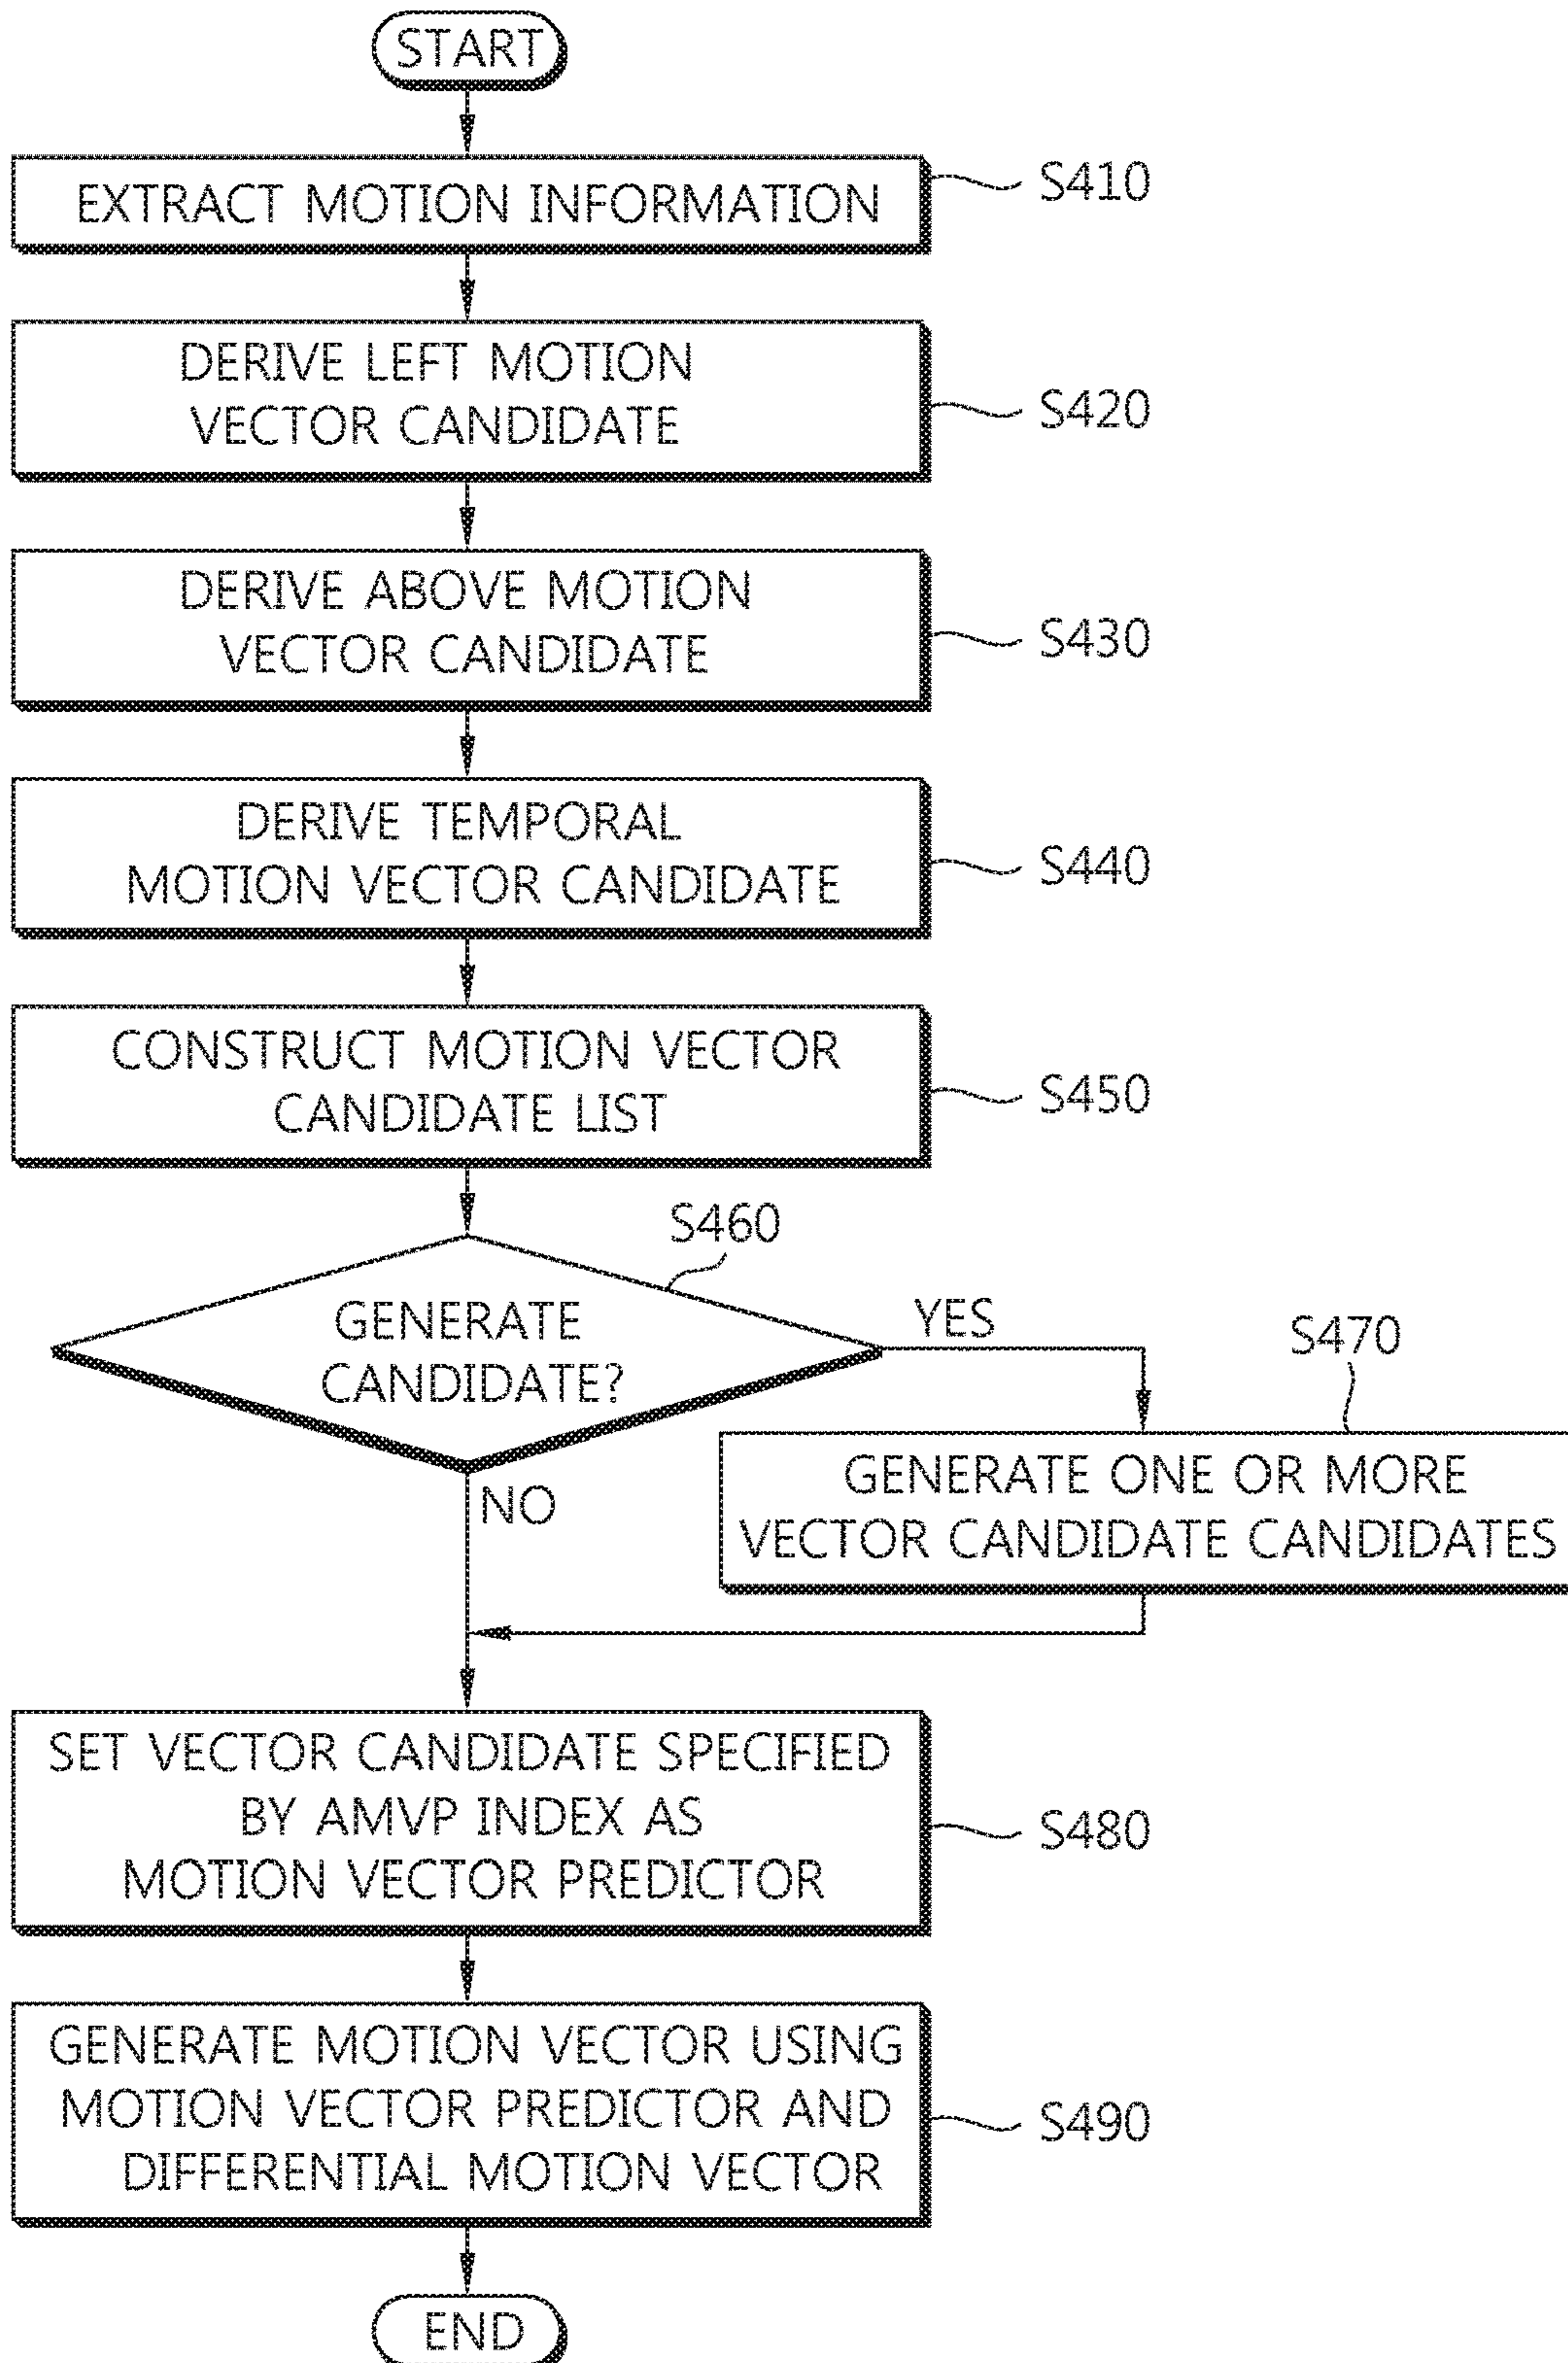 START
EXTRACT MOTION INFORMATION
S410
DERIVE LEFT MOTION
VECTOR CANDIDATE
S420
DERIVE ABOVE MOTION
VECTOR CANDIDATE
S430
DERIVE TEMPORAL
MOTION VECTOR CANDIDATE
S440
CONSTRUCT MOTION VECTOR
CANDIDATE LIST
S450
S460
GENERATE
CANDIDATE?
YES
NO
S470
GENERATE ONE OR MORE
VECTOR CANDIDATE CANDIDATES
SET VECTOR CANDIDATE SPECIFIED
BY AMVP INDEX AS
MOTION VECTOR PREDICTOR
S480
GENERATE MOTION VECTOR USING
MOTION VECTOR PREDICTOR AND
DIFFERENTIAL MOTION VECTOR
S490
END